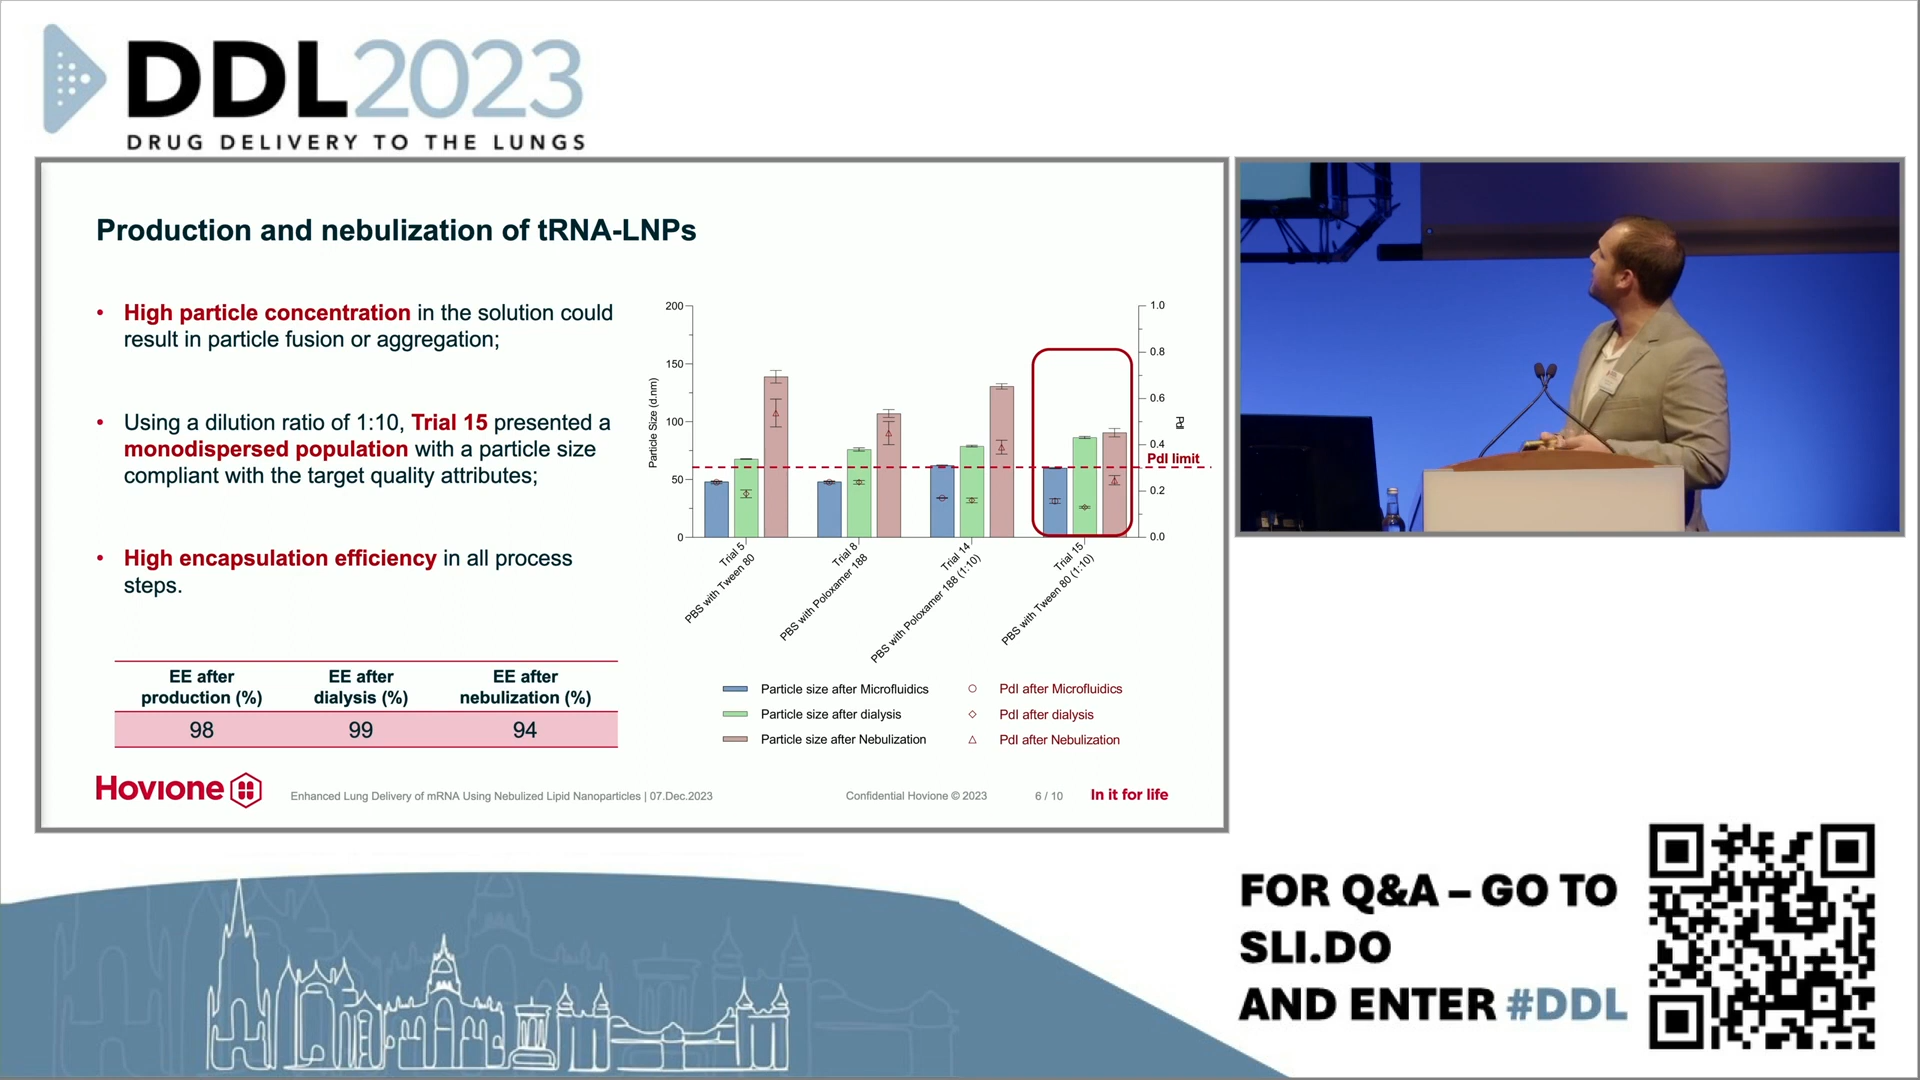 DDL2023
DRUG DELIVERY TO THE LUNGS
Production and nebulization of tRNA-LNPs
• High particle concentration in the solution could
result in particle fusion or aggregation;
• Using a dilution ratio of 1:10, Trial 15 presented a
monodispersed population with a particle size
compliant with the target quality attributes;
• High encapsulation efficiency in all process
steps.
EE after production (%)
EE after dialysis (%)
EE after nebulization (%)
98 99 94
Particle Size (d.nm)
200
150
100
50
0
1.0
0.8
0.6
0.4
0.2
0.0
PdI
PdI limit
Trial 5
PBS with Tween 80
Trial 8
PBS with Poloxamer 188
Trial 14
PBS with Poloxamer 188 (1:10)
Trial 15
PBS with Tween 80 (1:10)
Particle size after Microfluidics
Particle size after dialysis
Particle size after Nebulization
PdI after Microfluidics
PdI after dialysis
PdI after Nebulization
Hovione
Enhanced Lung Delivery of mRNA Using Nebulized Lipid Nanoparticles | 07.Dec.2023
Confidential Hovione © 2023
6 / 10
In it for life
FOR Q&A – GO TO
SLI.DO
AND ENTER #DDL